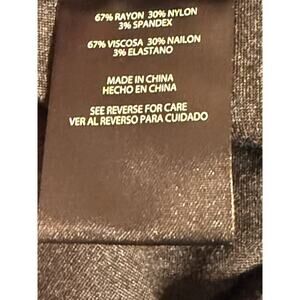 67% RAYON 30% NYLON
3% SPANDEX
67% VISCOSA 30% NAILON
3% ELASTANO
MADE IN CHINA
HECHO EN CHINA
SEE REVERSE FOR CARE
VER AL REVERSO PARA CUIDADO